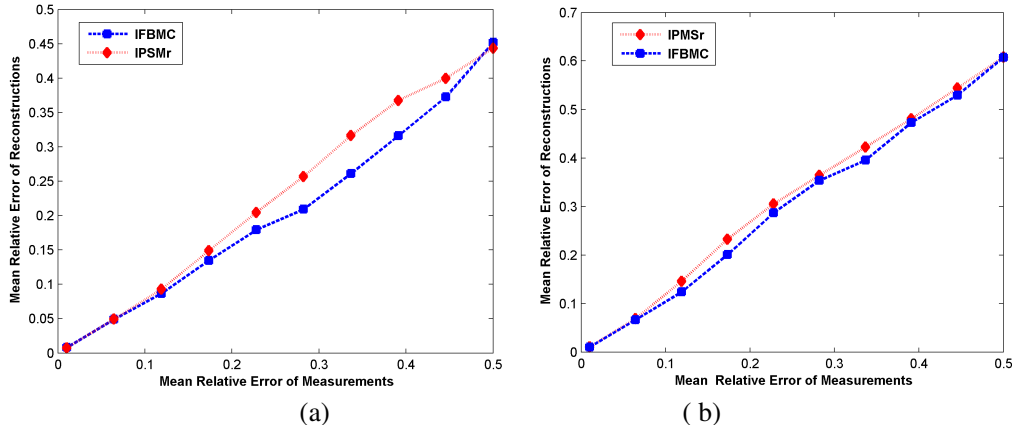 IFBMC
IPSMr
0.5
0.45
0.4
0.35
0.3
0.25
0.2
0.15
0.1
0.05
0
Mean Relative Error of Reconstructions
0 0.1 0.2 0.3 0.4 0.5
Mean Relative Error of Measurements
(a)
IPMSr
IFBMC
0.7
0.6
0.5
0.4
0.3
0.2
0.1
0
Mean Relative Error of Reconstructions
0 0.1 0.2 0.3 0.4 0.5
Mean Relative Error of Measurements
( b)